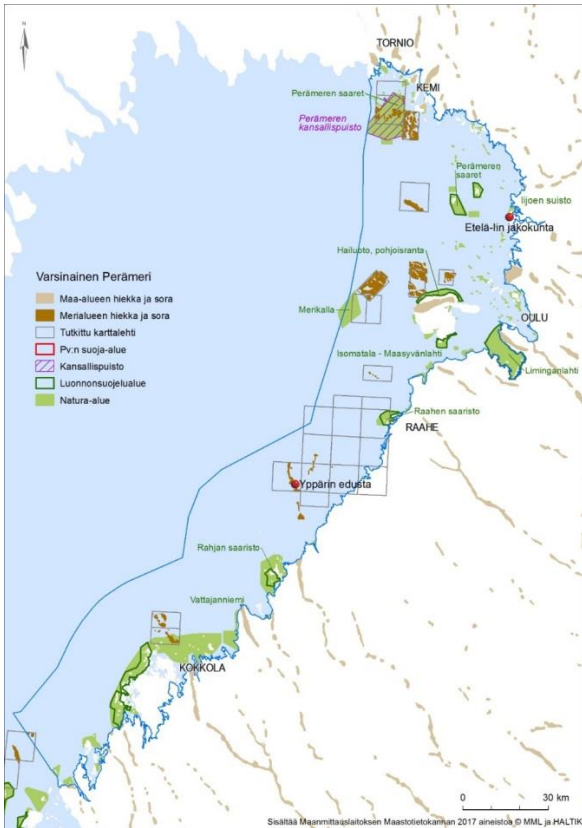 N
TORNIO
KEMI
Perämeren saaret
Perämeren
kansallispuisto
Perämeren
saaret
Iijoen suisto
Etelä-Iin jakokunta
Hailuoto, pohjoisranta
Varsinainen Perämeri
Maa-alueen hiekka ja sora
Merialueen hiekka ja sora
Tutkittu karttalehti
Pv:n suoja-alue
Kansallispuisto
Luonnonsuojelualue
Natura-alue
Merikalla
OULU
Isomatala - Maasyvänlahti
Liminganlahti
Raahen saaristo
RAAHE
Yppärin edusta
Rahjan saaristo
Vattajanniemi
KOKKOLA
0 30 km
Sisältää Maanmittauslaitoksen Maastotietokannan 2017 aineistoa © MML ja HALTIK